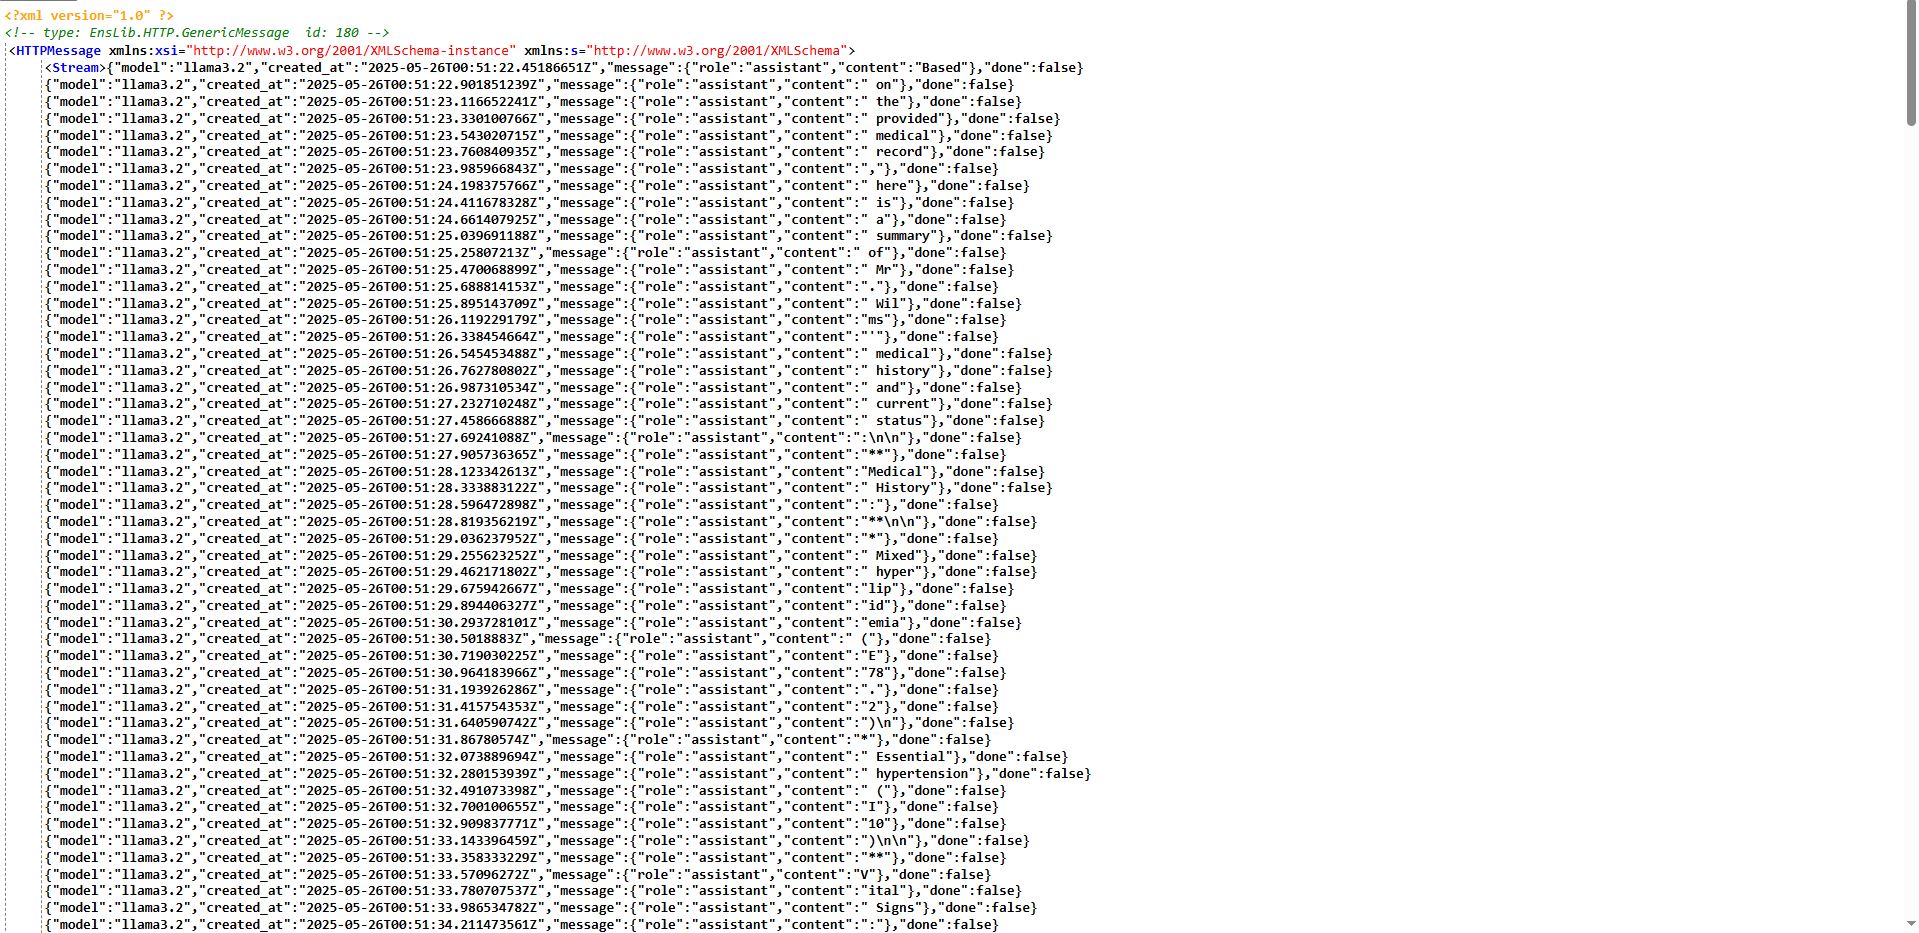 <?xml version="1.0" ?>
<!-- type: EnsLib.HTTP.GenericMessage  id: 180 -->
<HTTPMessage xmlns:xsi="http://www.w3.org/2001/XMLSchema-instance" xmlns:s="http://www.w3.org/2001/XMLSchema">
<Stream>{"model":"llama3.2","created_at":"2025-05-26T00:51:22.45186651Z","message":{"role":"assistant","content":"Based"},"done":false}
{"model":"llama3.2","created_at":"2025-05-26T00:51:22.901851239Z","message":{"role":"assistant","content":" on"},"done":false}
{"model":"llama3.2","created_at":"2025-05-26T00:51:23.116652241Z","message":{"role":"assistant","content":" the"},"done":false}
{"model":"llama3.2","created_at":"2025-05-26T00:51:23.330100766Z","message":{"role":"assistant","content":" provided"},"done":false}
{"model":"llama3.2","created_at":"2025-05-26T00:51:23.543020715Z","message":{"role":"assistant","content":" medical"},"done":false}
{"model":"llama3.2","created_at":"2025-05-26T00:51:23.760840935Z","message":{"role":"assistant","content":" record"},"done":false}
{"model":"llama3.2","created_at":"2025-05-26T00:51:23.985966843Z","message":{"role":"assistant","content":","},"done":false}
{"model":"llama3.2","created_at":"2025-05-26T00:51:24.198375766Z","message":{"role":"assistant","content":" here"},"done":false}
{"model":"llama3.2","created_at":"2025-05-26T00:51:24.411678328Z","message":{"role":"assistant","content":" is"},"done":false}
{"model":"llama3.2","created_at":"2025-05-26T00:51:24.661407925Z","message":{"role":"assistant","content":" a"},"done":false}
{"model":"llama3.2","created_at":"2025-05-26T00:51:25.039691188Z","message":{"role":"assistant","content":" summary"},"done":false}
{"model":"llama3.2","created_at":"2025-05-26T00:51:25.25807213Z","message":{"role":"assistant","content":" of"},"done":false}
{"model":"llama3.2","created_at":"2025-05-26T00:51:25.470068899Z","message":{"role":"assistant","content":" Mr"},"done":false}
{"model":"llama3.2","created_at":"2025-05-26T00:51:25.688814153Z","message":{"role":"assistant","content":"."},"done":false}
{"model":"llama3.2","created_at":"2025-05-26T00:51:25.895143709Z","message":{"role":"assistant","content":" Wil"},"done":false}
{"model":"llama3.2","created_at":"2025-05-26T00:51:26.119229179Z","message":{"role":"assistant","content":"ms"},"done":false}
{"model":"llama3.2","created_at":"2025-05-26T00:51:26.338454664Z","message":{"role":"assistant","content":"'"},"done":false}
{"model":"llama3.2","created_at":"2025-05-26T00:51:26.545453488Z","message":{"role":"assistant","content":" medical"},"done":false}
{"model":"llama3.2","created_at":"2025-05-26T00:51:26.762780802Z","message":{"role":"assistant","content":" history"},"done":false}
{"model":"llama3.2","created_at":"2025-05-26T00:51:26.987310534Z","message":{"role":"assistant","content":" and"},"done":false}
{"model":"llama3.2","created_at":"2025-05-26T00:51:27.232710248Z","message":{"role":"assistant","content":" current"},"done":false}
{"model":"llama3.2","created_at":"2025-05-26T00:51:27.458666888Z","message":{"role":"assistant","content":" status"},"done":false}
{"model":"llama3.2","created_at":"2025-05-26T00:51:27.69241088Z","message":{"role":"assistant","content":":\n\n"},"done":false}
{"model":"llama3.2","created_at":"2025-05-26T00:51:27.905736365Z","message":{"role":"assistant","content":"**"},"done":false}
{"model":"llama3.2","created_at":"2025-05-26T00:51:28.123342613Z","message":{"role":"assistant","content":"Medical"},"done":false}
{"model":"llama3.2","created_at":"2025-05-26T00:51:28.333883122Z","message":{"role":"assistant","content":" History"},"done":false}
{"model":"llama3.2","created_at":"2025-05-26T00:51:28.596472898Z","message":{"role":"assistant","content":":"},"done":false}
{"model":"llama3.2","created_at":"2025-05-26T00:51:28.819356219Z","message":{"role":"assistant","content":"**\n\n"},"done":false}
{"model":"llama3.2","created_at":"2025-05-26T00:51:29.036237952Z","message":{"role":"assistant","content":"*"},"done":false}
{"model":"llama3.2","created_at":"2025-05-26T00:51:29.255623252Z","message":{"role":"assistant","content":" Mixed"},"done":false}
{"model":"llama3.2","created_at":"2025-05-26T00:51:29.462171802Z","message":{"role":"assistant","content":" hyper"},"done":false}
{"model":"llama3.2","created_at":"2025-05-26T00:51:29.675942667Z","message":{"role":"assistant","content":"lip"},"done":false}
{"model":"llama3.2","created_at":"2025-05-26T00:51:29.894406327Z","message":{"role":"assistant","content":"id"},"done":false}
{"model":"llama3.2","created_at":"2025-05-26T00:51:30.293728101Z","message":{"role":"assistant","content":"emia"},"done":false}
{"model":"llama3.2","created_at":"2025-05-26T00:51:30.5018883Z","message":{"role":"assistant","content":" ("},"done":false}
{"model":"llama3.2","created_at":"2025-05-26T00:51:30.719030225Z","message":{"role":"assistant","content":"E"},"done":false}
{"model":"llama3.2","created_at":"2025-05-26T00:51:30.964183966Z","message":{"role":"assistant","content":"78"},"done":false}
{"model":"llama3.2","created_at":"2025-05-26T00:51:31.193926286Z","message":{"role":"assistant","content":"."},"done":false}
{"model":"llama3.2","created_at":"2025-05-26T00:51:31.415754353Z","message":{"role":"assistant","content":"2"},"done":false}
{"model":"llama3.2","created_at":"2025-05-26T00:51:31.640590742Z","message":{"role":"assistant","content":")\n"},"done":false}
{"model":"llama3.2","created_at":"2025-05-26T00:51:31.86780574Z","message":{"role":"assistant","content":"*"},"done":false}
{"model":"llama3.2","created_at":"2025-05-26T00:51:32.073889694Z","message":{"role":"assistant","content":" Essential"},"done":false}
{"model":"llama3.2","created_at":"2025-05-26T00:51:32.280153939Z","message":{"role":"assistant","content":" hypertension"},"done":false}
{"model":"llama3.2","created_at":"2025-05-26T00:51:32.491073398Z","message":{"role":"assistant","content":" ("},"done":false}
{"model":"llama3.2","created_at":"2025-05-26T00:51:32.700100655Z","message":{"role":"assistant","content":"I"},"done":false}
{"model":"llama3.2","created_at":"2025-05-26T00:51:32.909837771Z","message":{"role":"assistant","content":"10"},"done":false}
{"model":"llama3.2","created_at":"2025-05-26T00:51:33.143396459Z","message":{"role":"assistant","content":")\n\n"},"done":false}
{"model":"llama3.2","created_at":"2025-05-26T00:51:33.358333229Z","message":{"role":"assistant","content":"**"},"done":false}
{"model":"llama3.2","created_at":"2025-05-26T00:51:33.57096272Z","message":{"role":"assistant","content":"V"},"done":false}
{"model":"llama3.2","created_at":"2025-05-26T00:51:33.780707537Z","message":{"role":"assistant","content":"ital"},"done":false}
{"model":"llama3.2","created_at":"2025-05-26T00:51:33.986534782Z","message":{"role":"assistant","content":" Signs"},"done":false}
{"model":"llama3.2","created_at":"2025-05-26T00:51:34.211473561Z","message":{"role":"assistant","content":":"},"done":false}